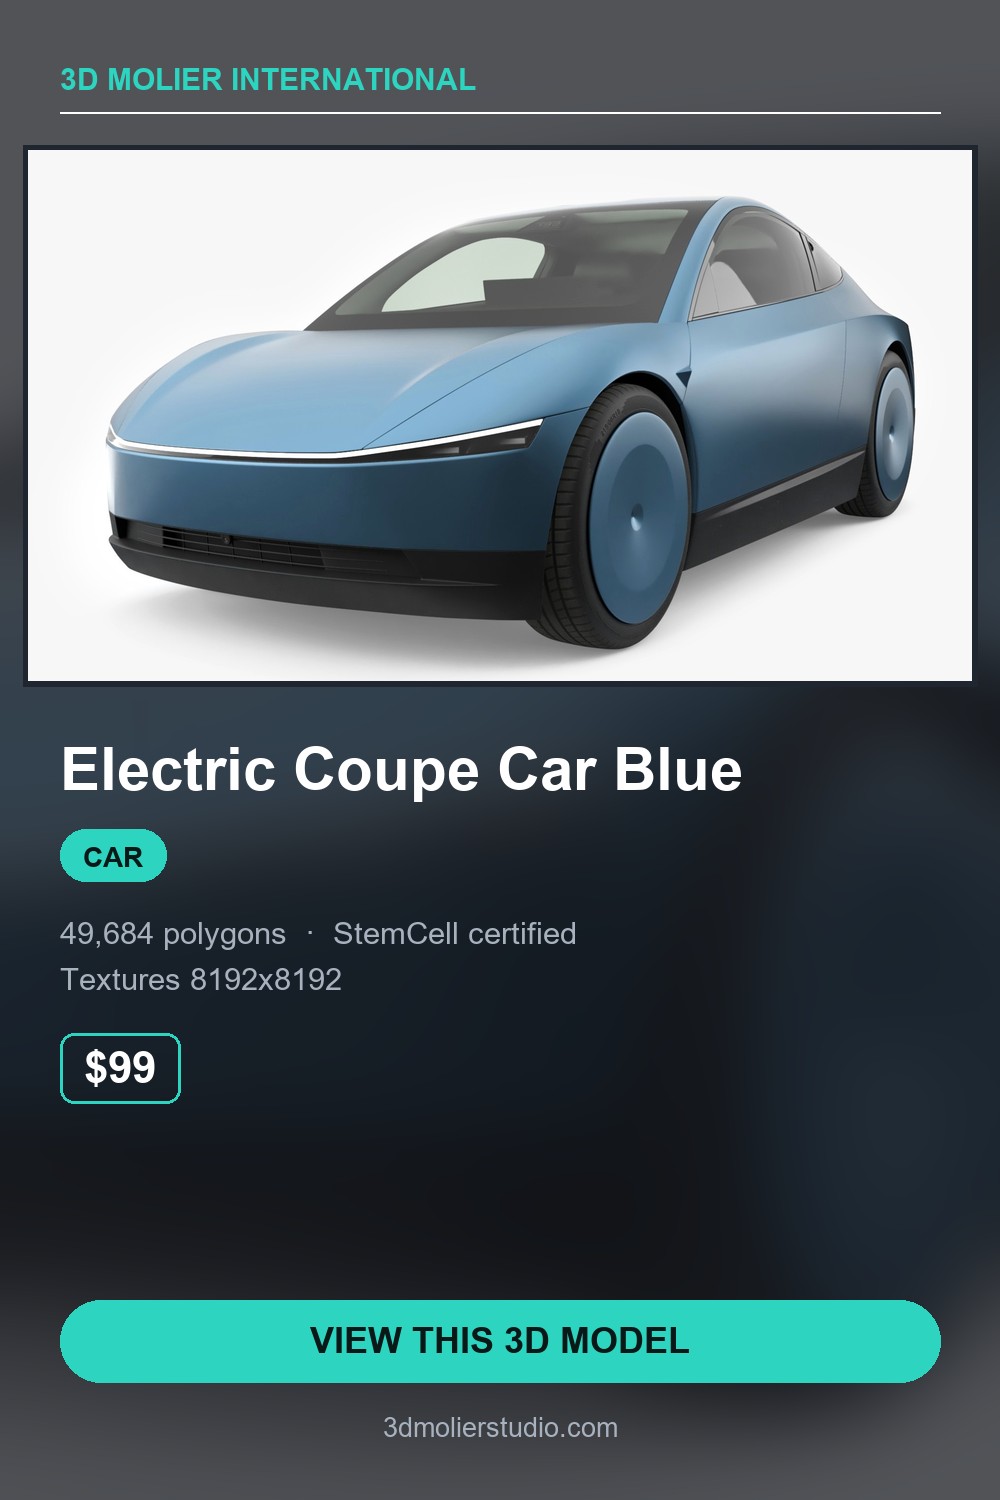 3D MOLIER INTERNATIONAL
Electric Coupe Car Blue
CAR
49,684 polygons · StemCell certified
Textures 8192x8192
$99
VIEW THIS 3D MODEL
3dmolierstudio.com